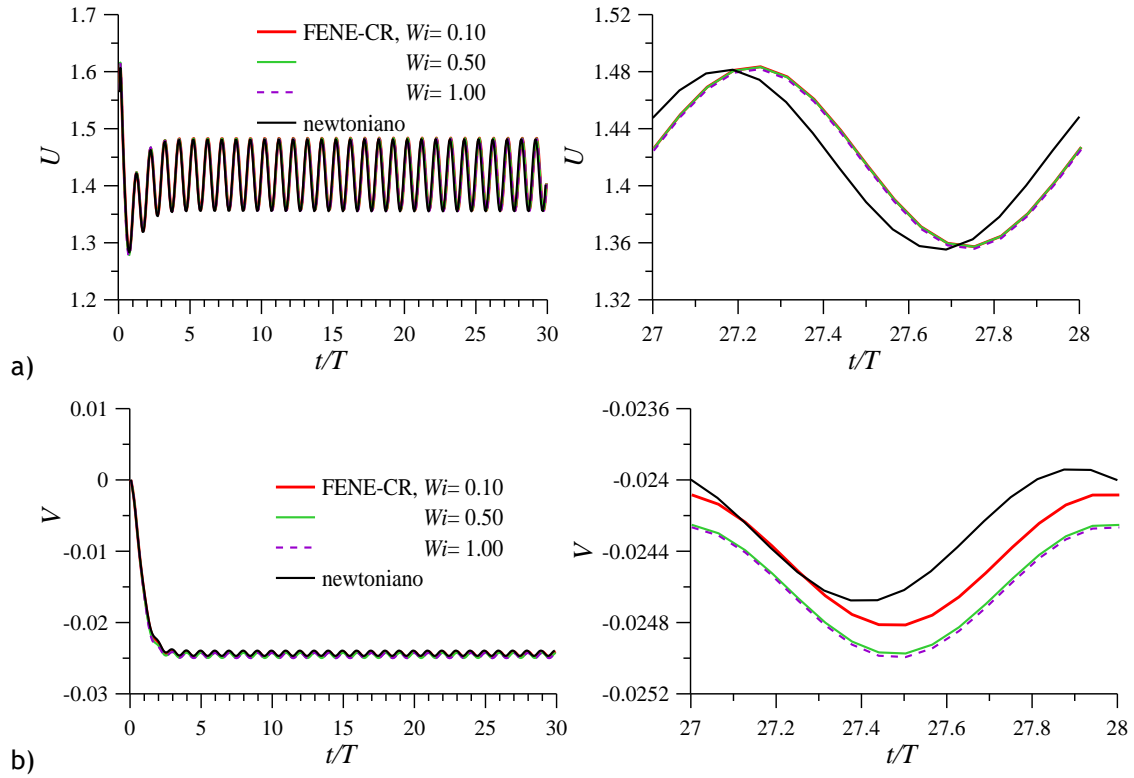 1.7
1.6
1.5
1.4
1.3
1.2
U
FENE-CR, Wi= 0.10
Wi= 0.50
Wi= 1.00
newtoniano
0 5 10 15 20 25 30
t/T
1.52
1.48
1.44
1.4
1.36
1.32
U
27 27.2 27.4 27.6 27.8 28
t/T
a)
0.01
0
-0.01
-0.02
-0.03
V
FENE-CR, Wi= 0.10
Wi= 0.50
Wi= 1.00
newtoniano
0 5 10 15 20 25 30
t/T
-0.0236
-0.024
-0.0244
-0.0248
-0.0252
V
27 27.2 27.4 27.6 27.8 28
t/T
b)